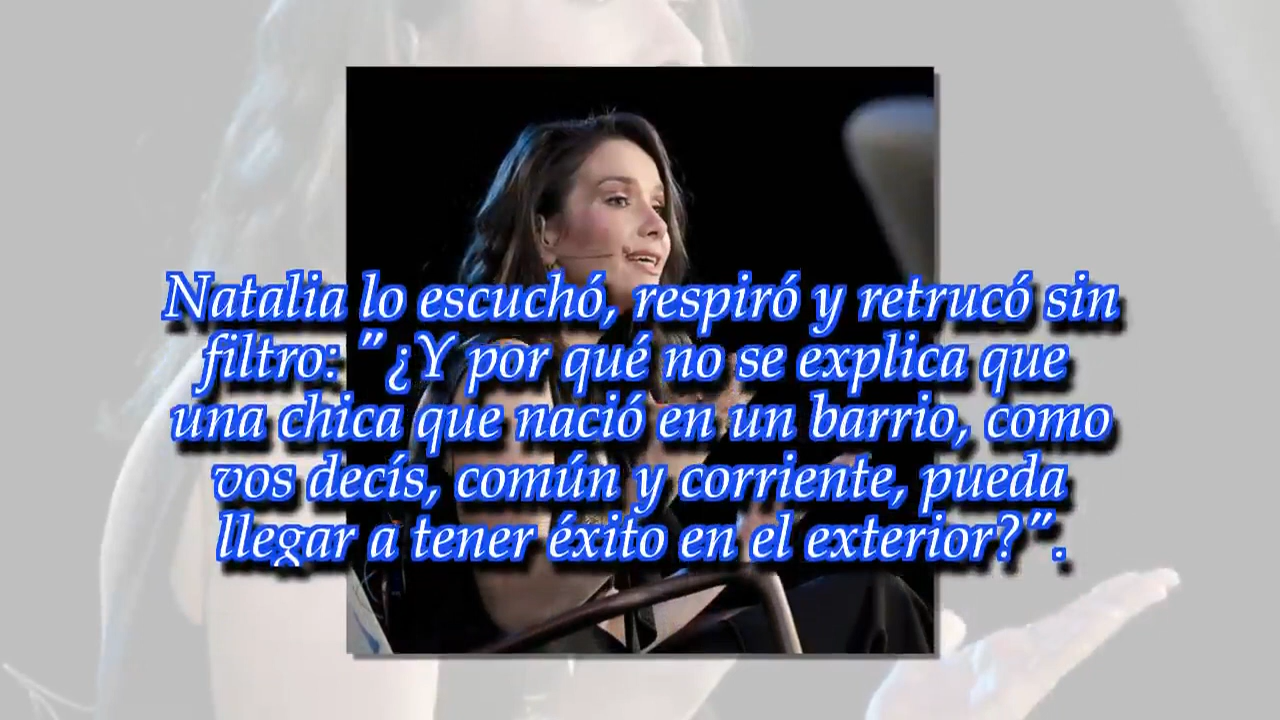 Natalia lo escuchó, respiró y retrucó sin
filtro: "¿Y por qué no se explica que
una chica que nació en un barrio, como
vos decís, común y corriente, pueda
llegar a tener éxito en el exterior?".